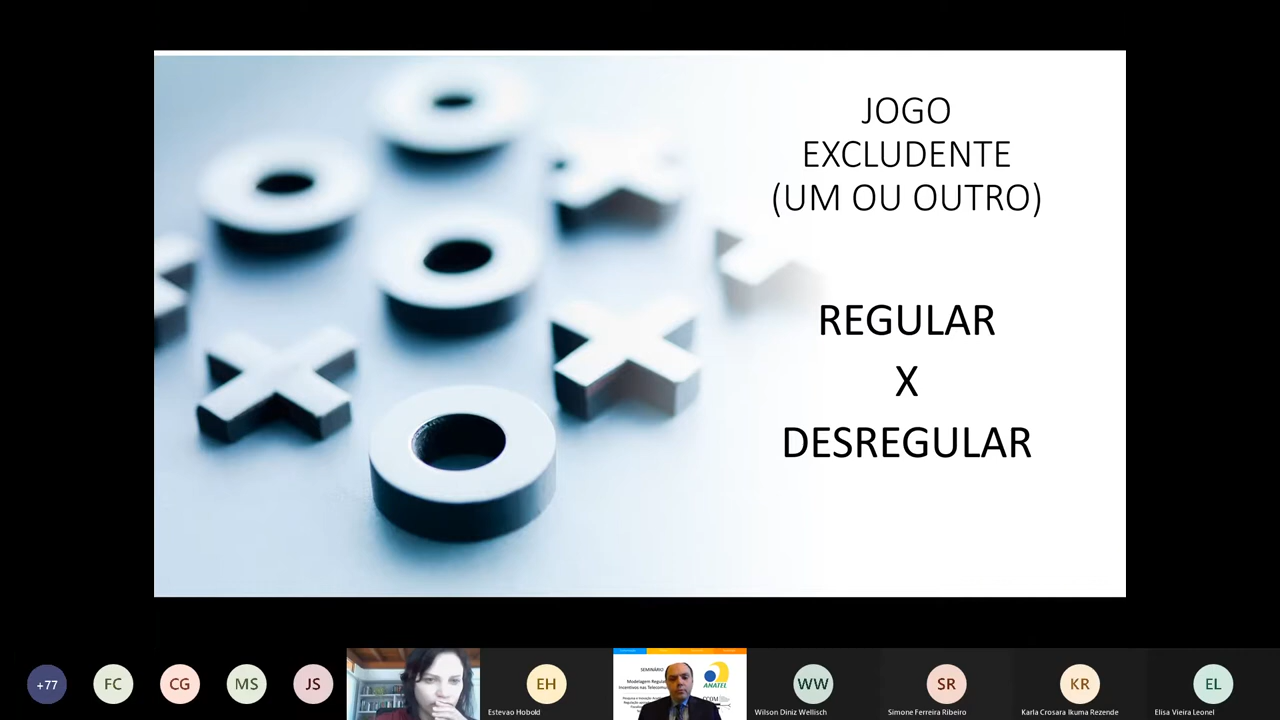 JOGO
EXCLUDENTE
(UM OU OUTRO)
REGULAR
X
DESREGULAR
+77
FC
CG
MS
JS
EH
Estevao Hobold
SEMINÁRIO
ANATEL
WW
Wilson Diniz Wellisch
SR
Simone Ferreira Ribeiro
KR
Karla Crosara Ikuma Rezende
EL
Elisa Vieira Leonel